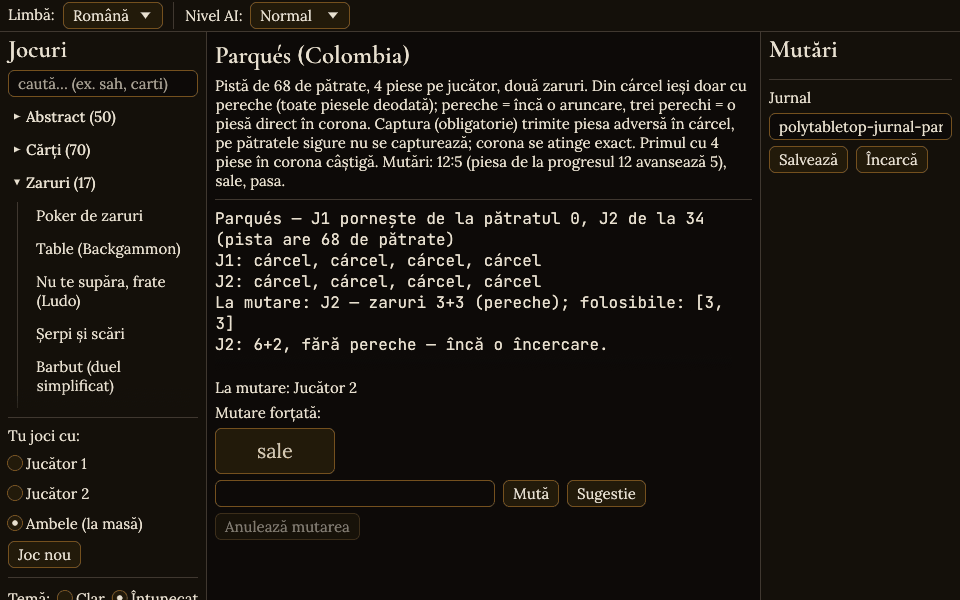 Limbă: Română ▼ Nivel AI: Normal ▼
Jocuri
caută... (ex. sah, carti)
▸ Abstract (50)
▸ Cărți (70)
▾ Zaruri (17)
Poker de zaruri
Table (Backgammon)
Nu te supăra, frate
(Ludo)
Șerpi și scări
Barbut (duel
simplificat)
Tu joci cu:
Jucător 1
Jucător 2
Ambele (la masă)
Joc nou
Temă: Clar Întunecat
Parqués (Colombia)
Pistă de 68 de pătrate, 4 piese pe jucător, două zaruri. Din cárcel ieși doar cu
pereche (toate piesele deodată); pereche = încă o aruncare, trei perechi = o
piesă direct în corona. Captura (obligatorie) trimite piesa adversă în cárcel,
pe pătratele sigure nu se capturează; corona se atinge exact. Primul cu 4
piese în corona câștigă. Mutări: 12:5 (piesa de la progresul 12 avansează 5),
sale, pasa.
Parqués — J1 pornește de la pătratul 0, J2 de la 34
(pista are 68 de pătrate)
J1: cárcel, cárcel, cárcel, cárcel
J2: cárcel, cárcel, cárcel, cárcel
La mutare: J2 — zaruri 3+3 (pereche); folosibile: [3,
3]
J2: 6+2, fără pereche — încă o încercare.
La mutare: Jucător 2
Mutare forțată:
sale
Mută Sugestie
Anulează mutarea
Mutări
Jurnal
polytabletop-jurnal-par
Salvează Încarcă